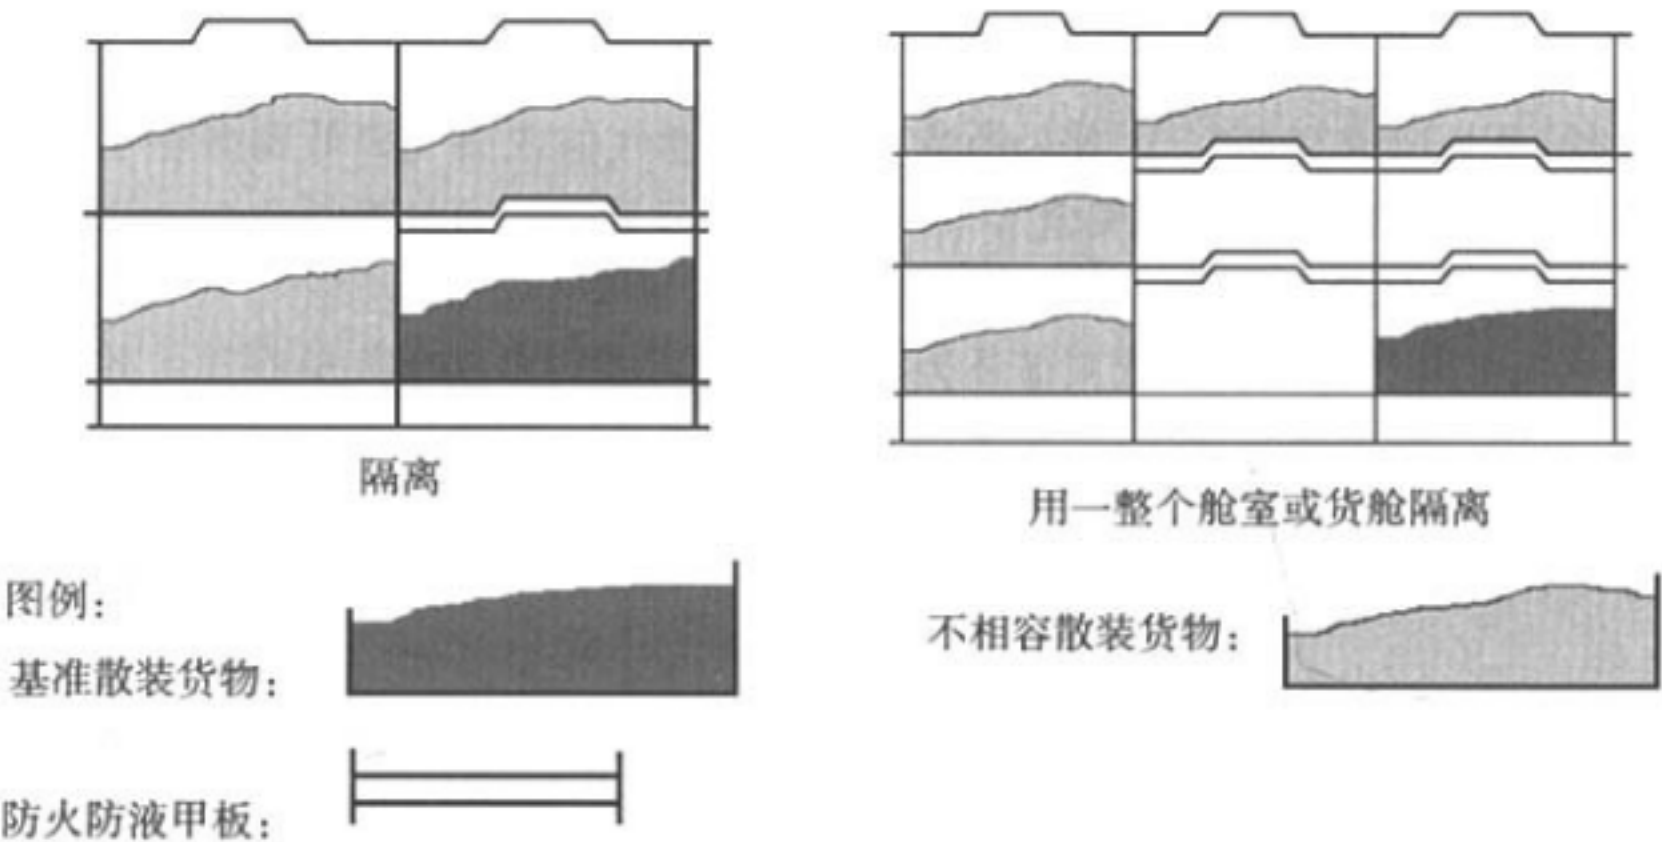 隔离
用一整个舱室或货舱隔离
图例：
基准散装货物：
不相容散装货物：
防火防液甲板：